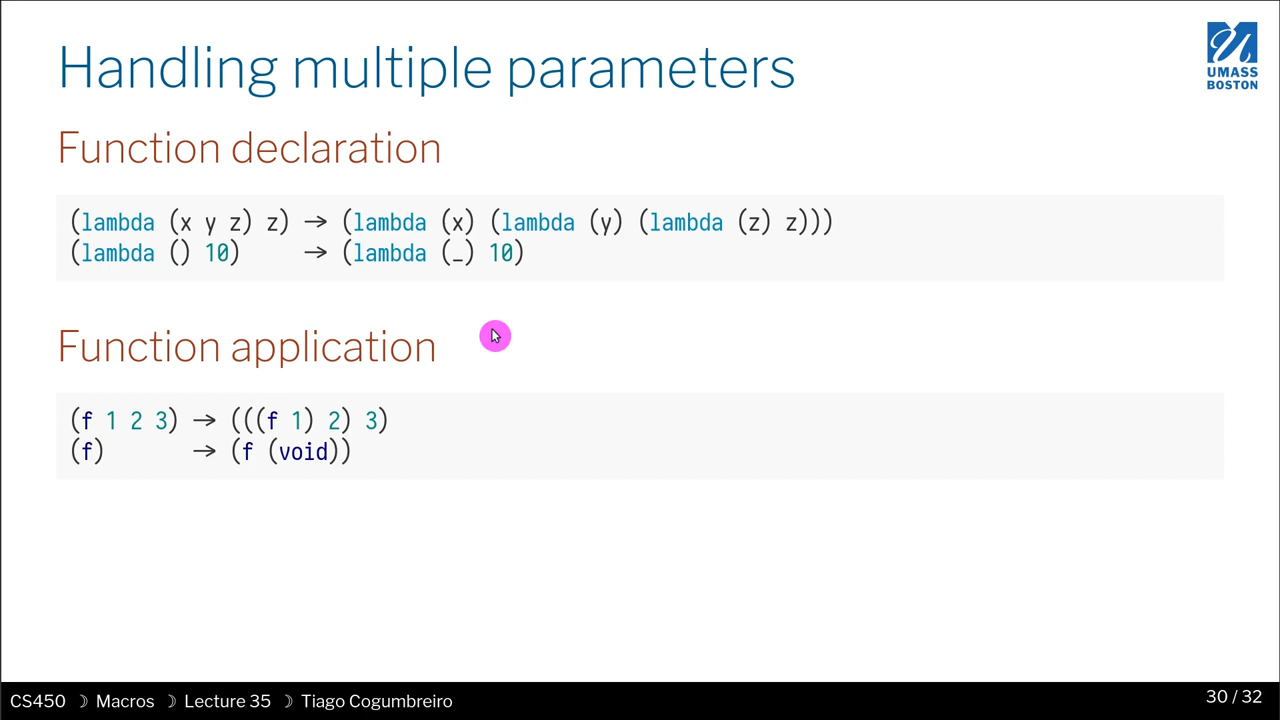 Handling multiple parameters
UMASS
BOSTON
Function declaration
(lambda (x y z) z) → (lambda (x) (lambda (y) (lambda (z) z)))
(lambda () 10) → (lambda (_) 10)
Function application
(f 1 2 3) → (((f 1) 2) 3)
(f) → (f (void))
CS450 ☽ Macros ☽ Lecture 35 ☽ Tiago Cogumbreiro
30 / 32